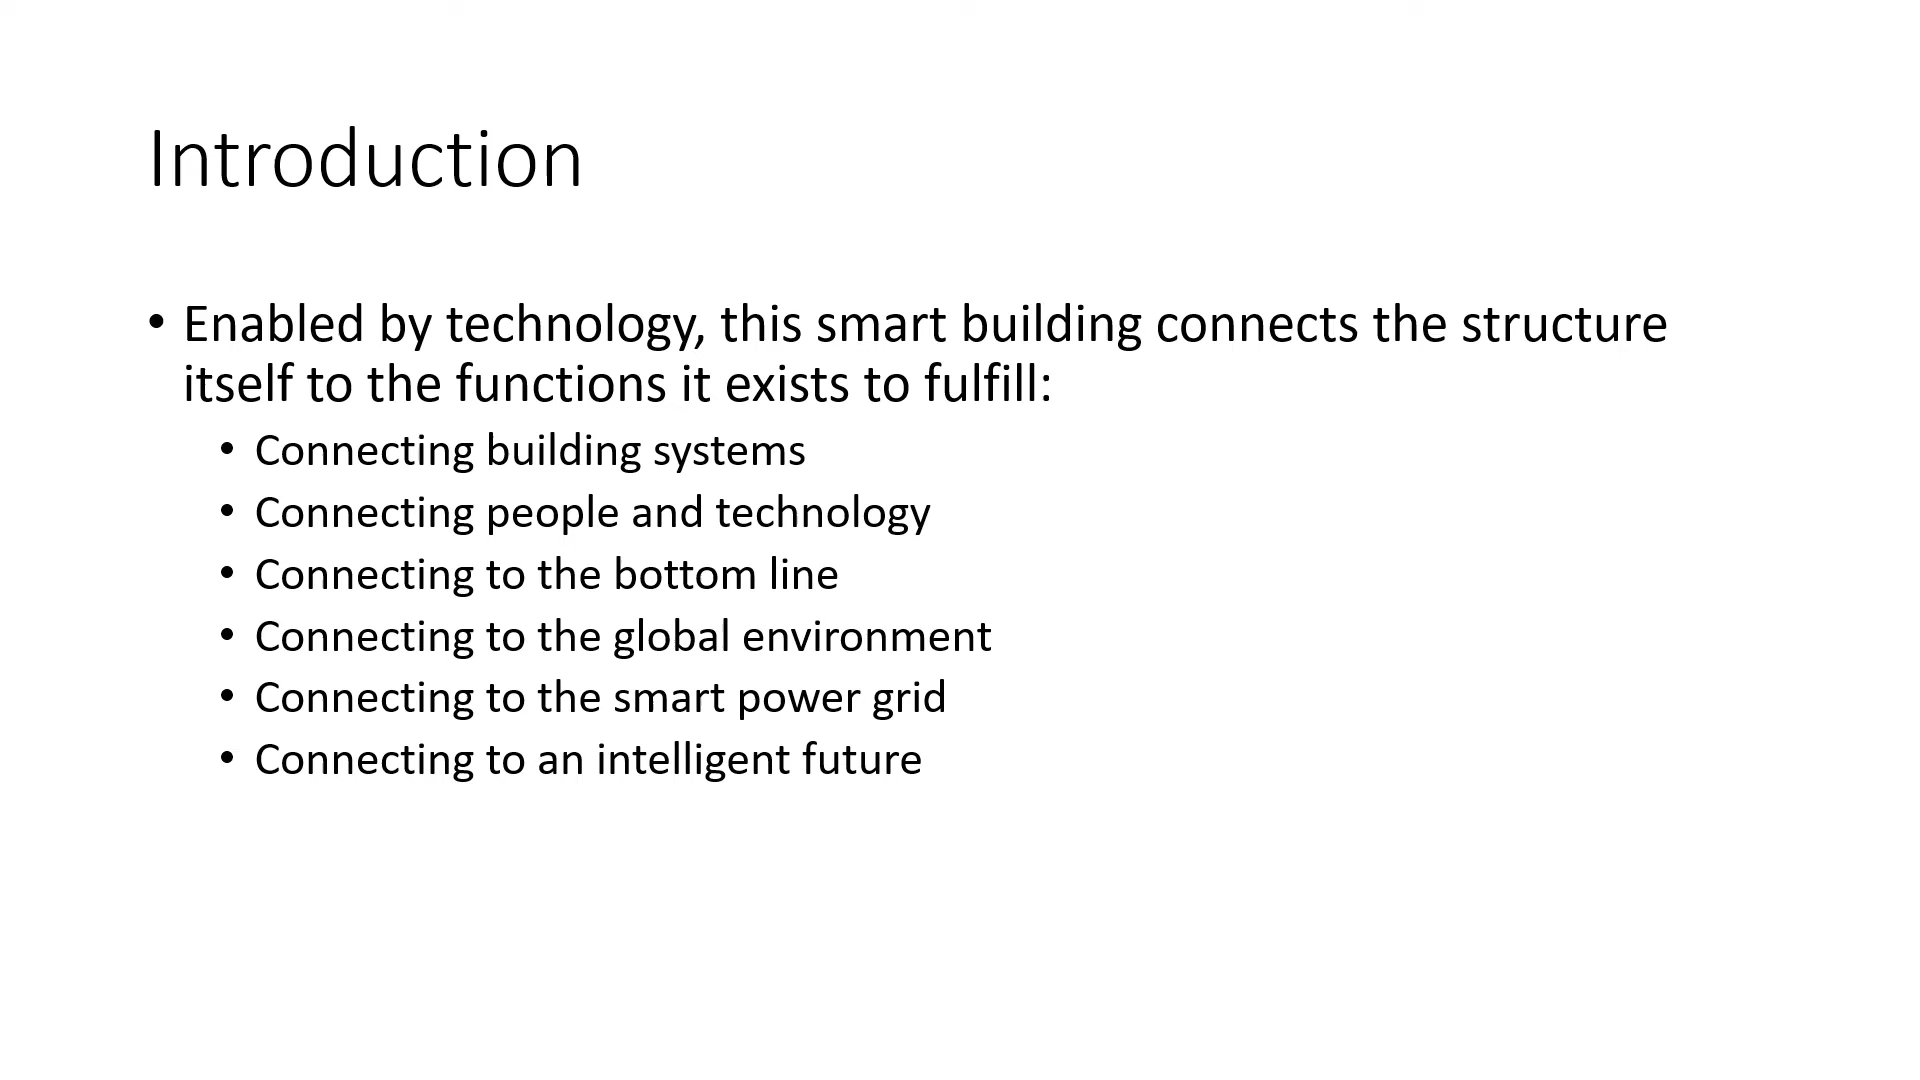 Introduction
• Enabled by technology, this smart building connects the structure
itself to the functions it exists to fulfill:
• Connecting building systems
• Connecting people and technology
• Connecting to the bottom line
• Connecting to the global environment
• Connecting to the smart power grid
• Connecting to an intelligent future